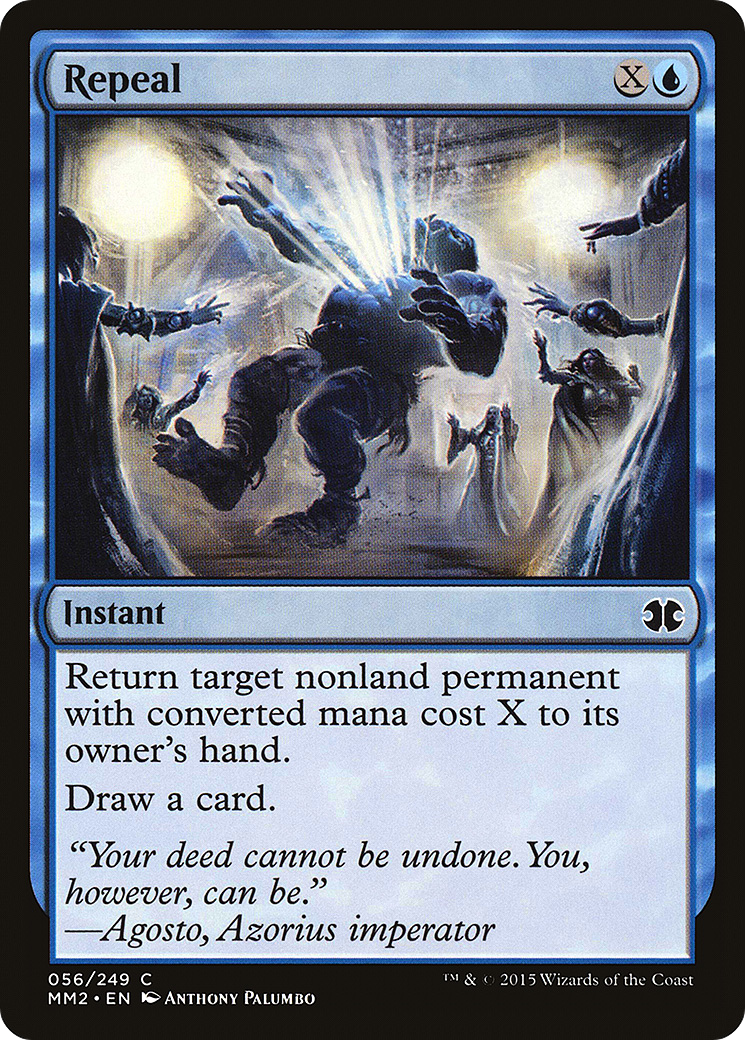 Repeal
X
Instant
Return target nonland permanent
with converted mana cost X to its
owner's hand.
Draw a card.
“Your deed cannot be undone. You,
however, can be.”
—Agosto, Azorius imperator
056/249 C
MM2 • EN Anthony Palumbo
™ & © 2015 Wizards of the Coast